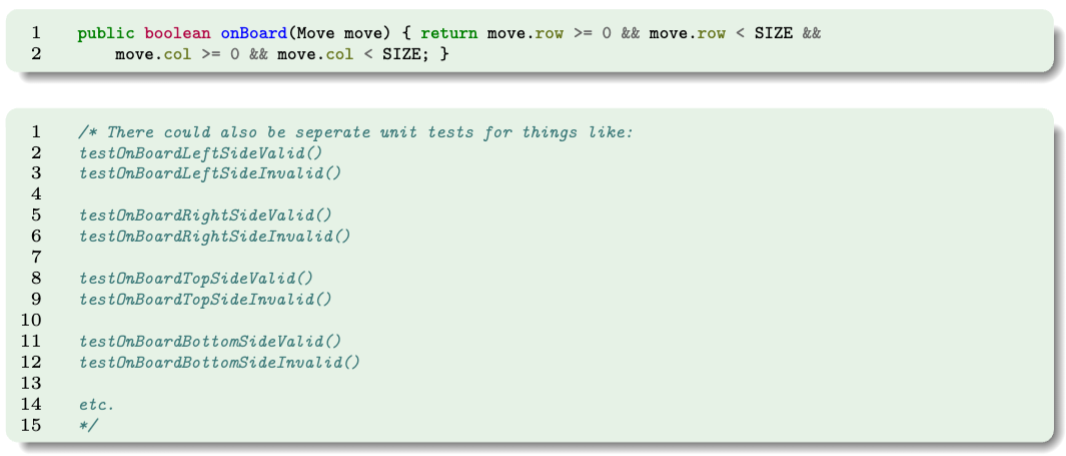 1 public boolean onBoard(Move move) { return move.row >= 0 && move.row < SIZE &&
2 move.col >= 0 && move.col < SIZE; }
1 /* There could also be seperate unit tests for things like:
2 testOnBoardLeftSideValid()
3 testOnBoardLeftSideInvalid()
4
5 testOnBoardRightSideValid()
6 testOnBoardRightSideInvalid()
7
8 testOnBoardTopSideValid()
9 testOnBoardTopSideInvalid()
10
11 testOnBoardBottomSideValid()
12 testOnBoardBottomSideInvalid()
13
14 etc.
15 */